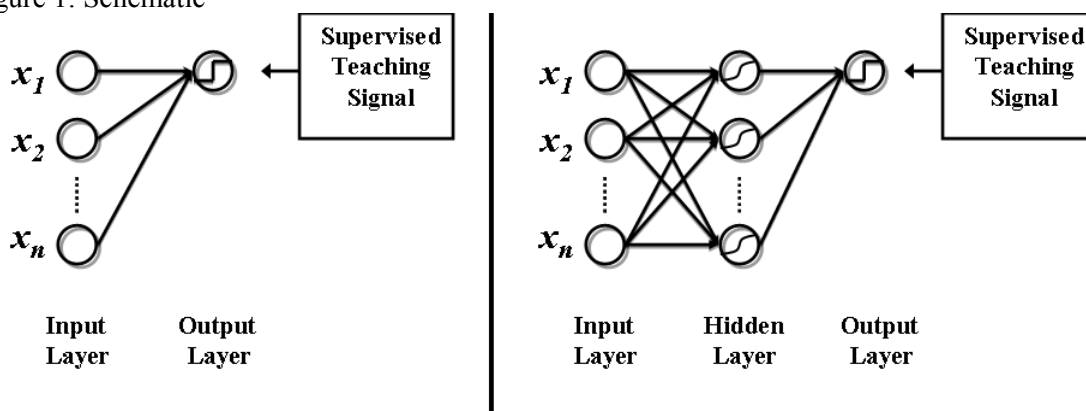 gure 1: Schematic
x1
x2
xn
Supervised
Teaching
Signal
Input
Layer
Output
Layer
x1
x2
xn
Supervised
Teaching
Signal
Input
Layer
Hidden
Layer
Output
Layer